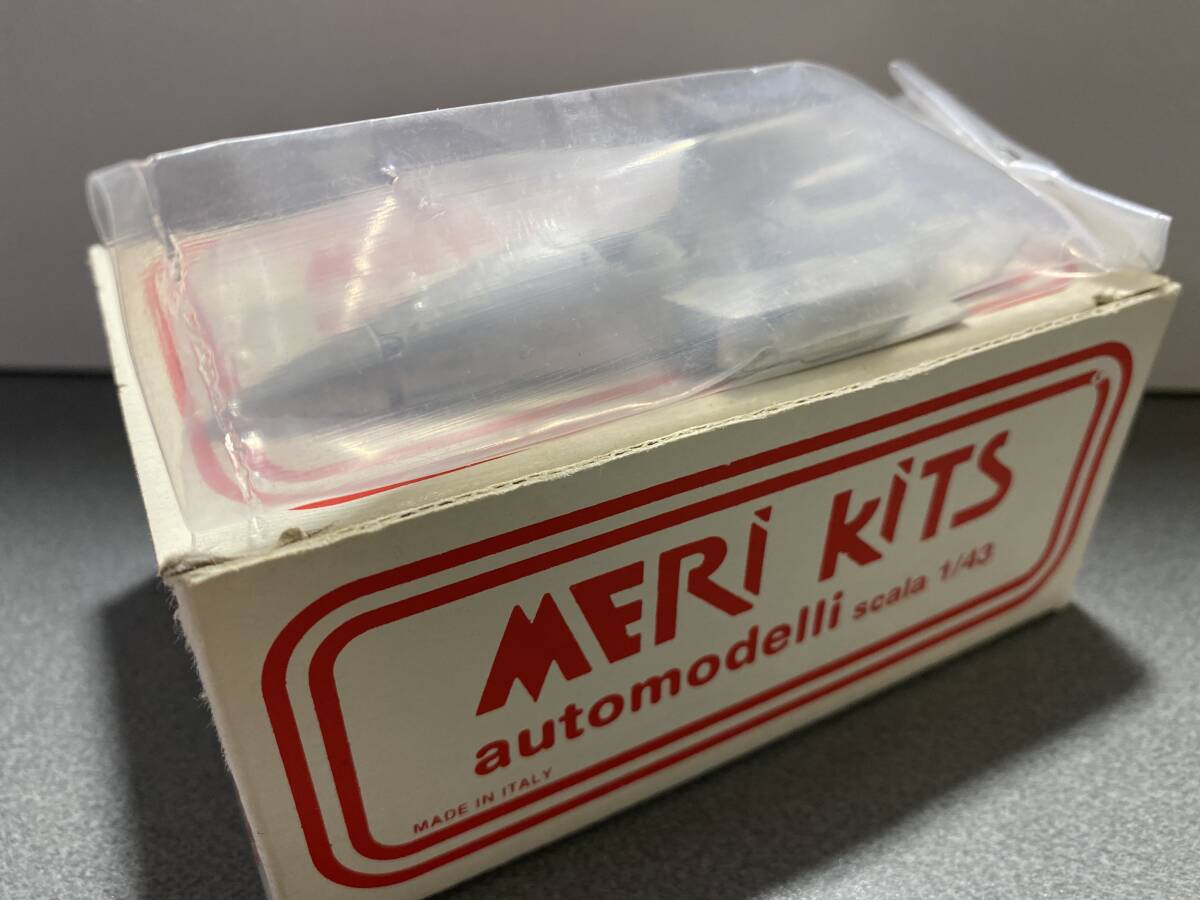 MERi KiTS
automodelli scala 1/43
MADE IN ITALY